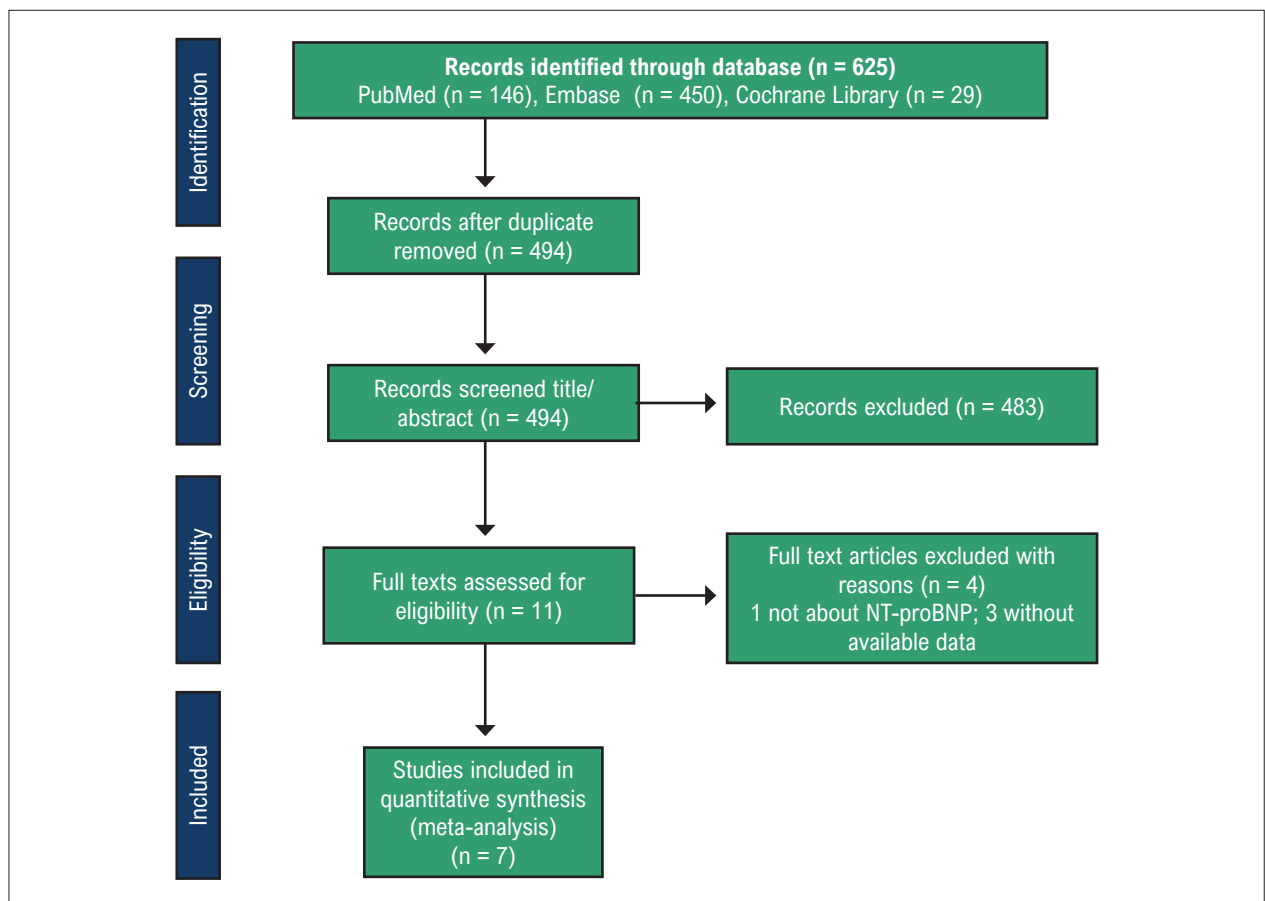 Identification
Records identified through database (n = 625)
PubMed (n = 146), Embase (n = 450), Cochrane Library (n = 29)
Records after duplicate
removed (n = 494)
Screening
Records screened title/
abstract (n = 494)
Records excluded (n = 483)
Eligibility
Full texts assessed for
eligibility (n = 11)
Full text articles excluded with
reasons (n = 4)
1 not about NT-proBNP; 3 without
available data
Included
Studies included in
quantitative synthesis
(meta-analysis)
(n = 7)